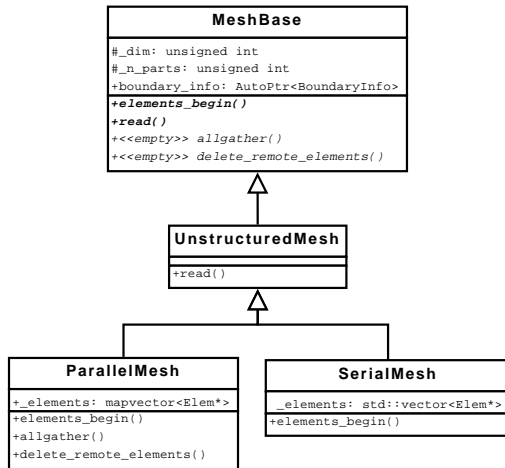 MeshBase
#_dim: unsigned int
#_n_parts: unsigned int
+boundary_info: AutoPtr<BoundaryInfo>
+elements_begin()
+read()
+<<empty>> allgather()
+<<empty>> delete_remote_elements()
UnstructuredMesh
+read()
ParallelMesh
+_elements: mapvector<Elem*>
+elements_begin()
+allgather()
+delete_remote_elements()
SerialMesh
_elements: std::vector<Elem*>
+elements_begin()